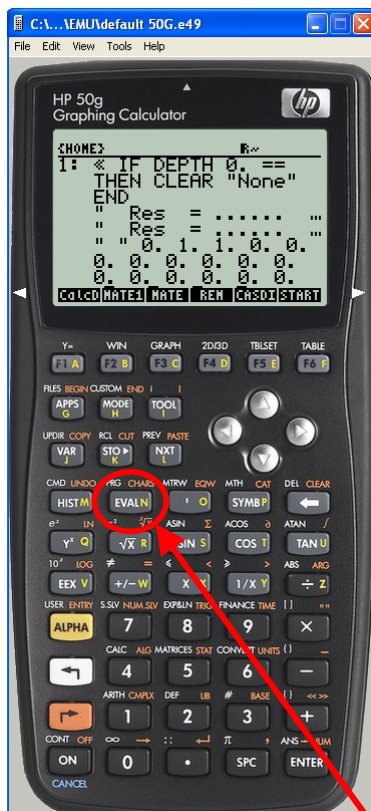 C:\...\EMU\default 50G.e49
File Edit View Tools Help
HP 50g
Graphing Calculator
hp
{HOME} R~
1: « IF DEPTH 0. ==
THEN CLEAR "None"
END
" Res = ...... …
" Res = ...... …
" " 0. 1. 1. 0. 0.
0. 0. 0. 0. 0. 0.
0. 0. 0. 0. 0. 0.
CalcD MATE1 MATE REM CASDI START
Y= WIN GRAPH 2D/3D TBLSET TABLE
F1 A F2 B F3 C F4 D F5 E F6 F
FILES BEGIN CUSTOM END i I
APPS G MODE H TOOL I
UPDIR COPY RCL CUT PREV PASTE
VAR J STO▶ K NXT L
CMD UNDO PRG CHARS MTRW EQW MTH CAT DEL CLEAR
HIST M EVAL N ' O SYMB P ←
eˣ LN x² ˣ√y ASIN Σ ACOS ∂ ATAN ∫
Yˣ Q √X R SIN S COS T TAN U
10ˣ LOG ≠ = ≤ < ≥ > ABS ARG
EEX V +/− W X X 1/X Y ÷ Z
USER ENTRY S.SLV NUM.SLV EXP&LN TRIG FINANCE TIME [ ] " "
ALPHA 7 8 9 ×
CALC ALG MATRICES STAT CONVERT UNITS ( ) _
4 5 6 −
ARITH CMPLX DEF LIB # BASE { } « »
1 2 3 +
CONT OFF ∞ → :: ↵ π , ANS →NUM
ON 0 . SPC ENTER
CANCEL